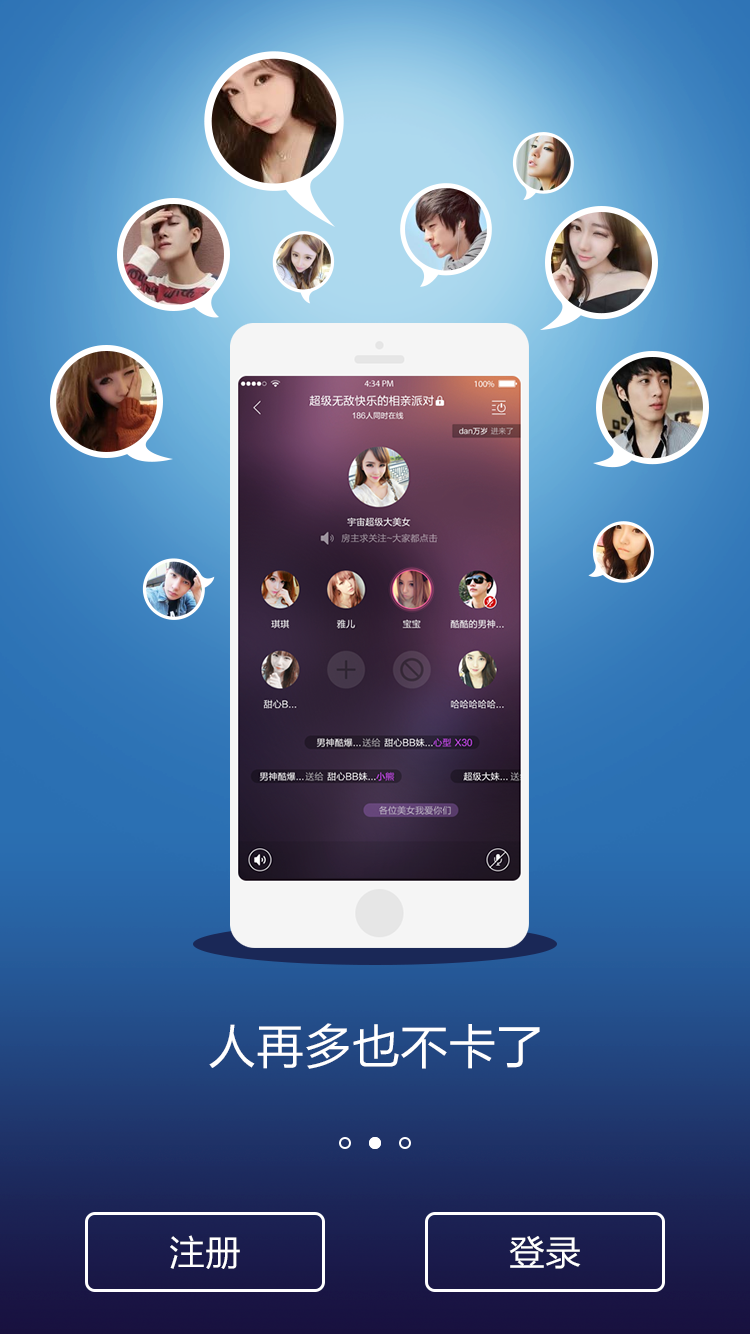 4:34 PM
100%
超级无敌快乐的相亲派对
186人同时在线
dan万岁 进来了
宇宙超级大美女
房主求关注~大家都点击
琪琪
雅儿
宝宝
酷酷的男神...
甜心B...
哈哈哈哈哈...
男神酷爆...送给 甜心BB妹...心型 X30
男神酷爆...送给 甜心BB妹...小熊
超级大妹...送
各位美女我爱你们
人再多也不卡了
注册
登录